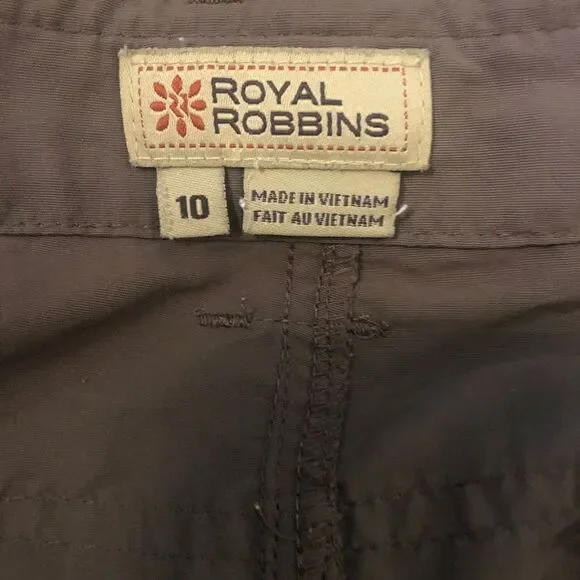 ROYAL
ROBBINS
10
MADE IN VIETNAM
FAIT AU VIETNAM